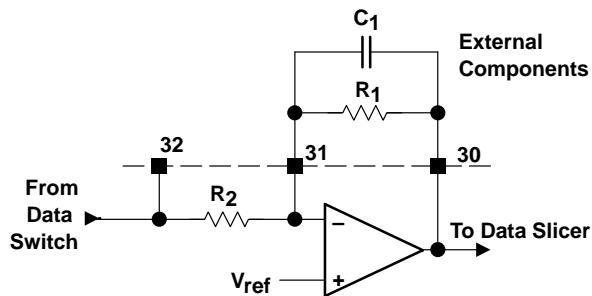 C1
External
Components
R1
32
31
30
From
Data
Switch
R2
−
To Data Slicer
Vref
+